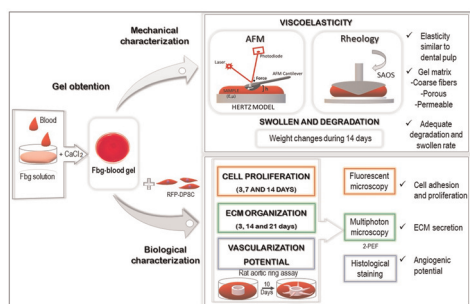 Mechanical
characterization
Gel obtention
Blood
Fbg solution
+ CaCl₂
Fbg-blood gel
RFP-DPSC
Biological
characterization
VISCOELASTICITY
AFM
Photodiode
Laser
Force
AFM Cantilever
HERTZ MODEL
Rheology
SAOS
✓ Elasticity
similar to
dental pulp
✓ Gel matrix
-Coarse fibers
-Porous
-Permeable
SWOLLEN AND DEGRADATION
Weight changes during 14 days
✓ Adequate
degradation and
swollen rate
CELL PROLIFERATION
(3,7 AND 14 DAYS)
ECM ORGANIZATION
(3, 14 and 21 days)
VASCULARIZATION
POTENTIAL
Rat aortic ring assay
10
Days
Fluorescent
microscopy
✓ Cell adhesion
and proliferation
Multiphoton
microscopy
2-PEF
✓ ECM secretion
Histological
staining
✓ Angiogenic
potential